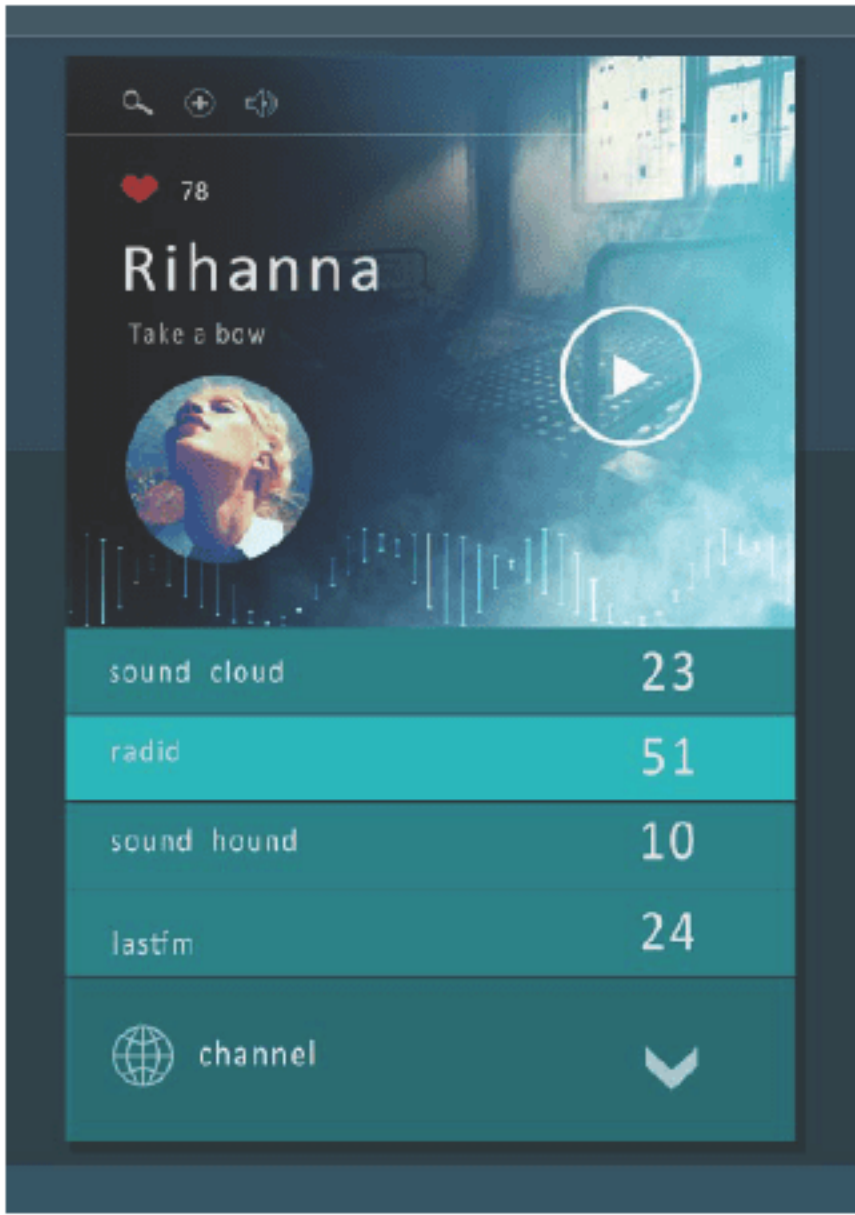 78
Rihanna
Take a bow
sound cloud 23
radid 51
sound hound 10
lastfm 24
channel